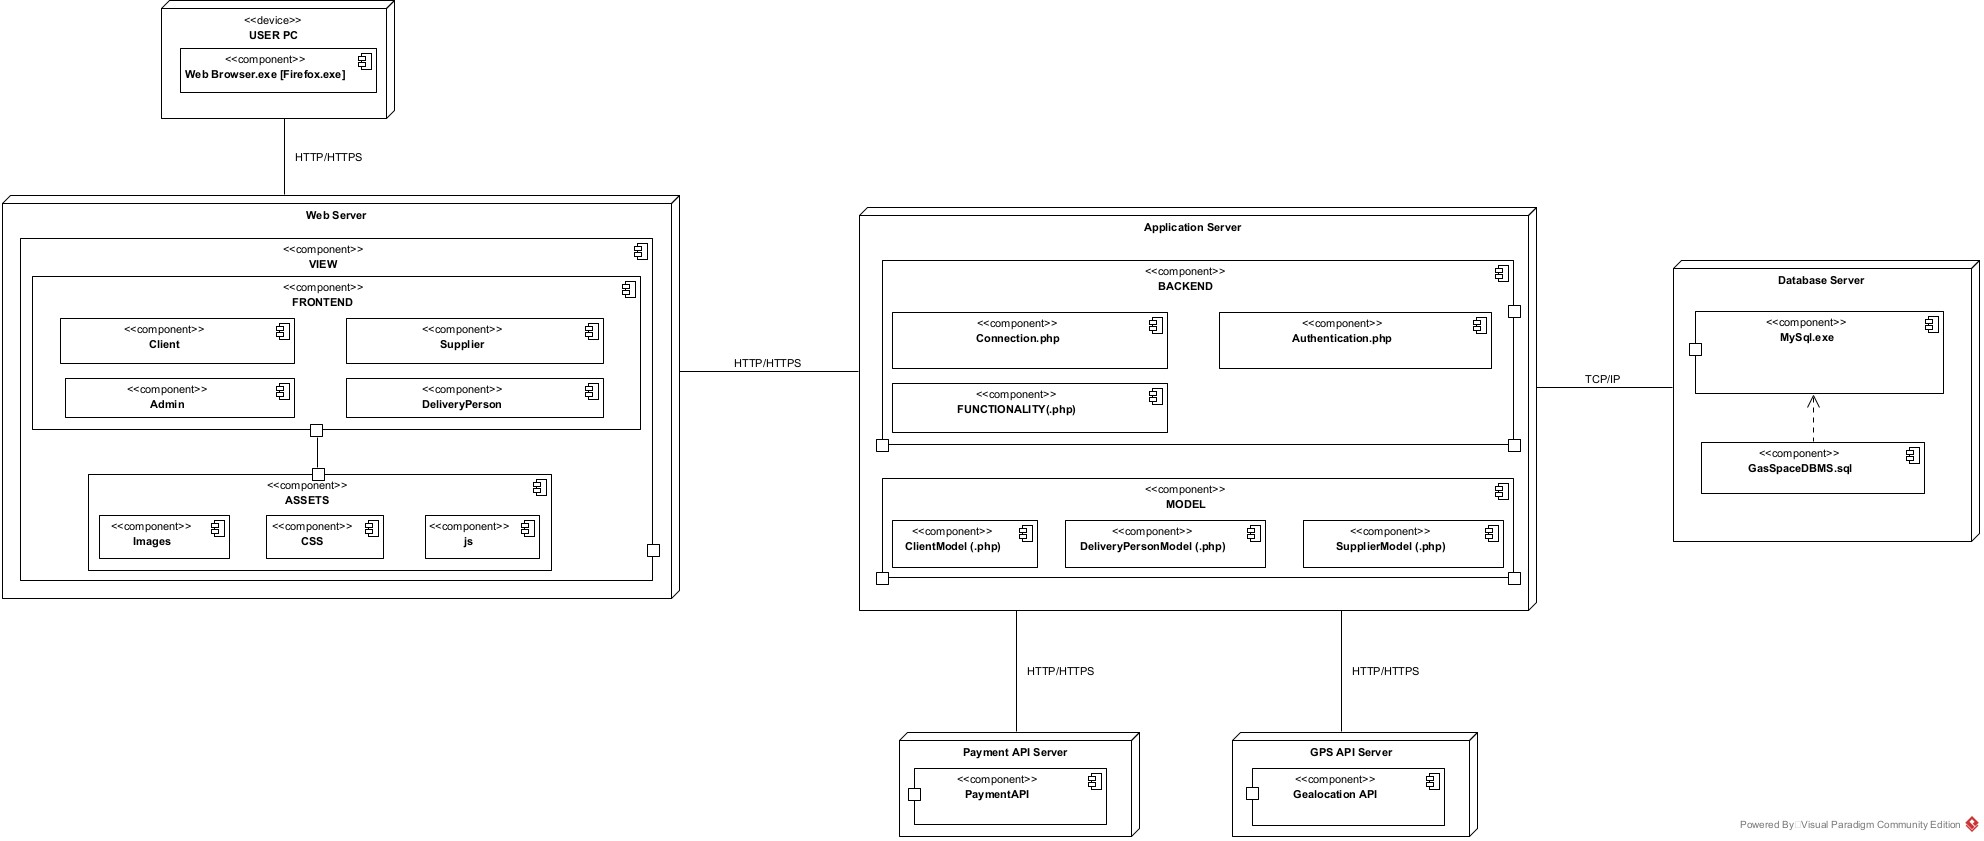 <<device>>
USER PC
<<component>>
Web Browser.exe [Firefox.exe]
HTTP/HTTPS
Web Server
<<component>>
VIEW
<<component>>
FRONTEND
<<component>>
Client
<<component>>
Supplier
<<component>>
Admin
<<component>>
DeliveryPerson
<<component>>
ASSETS
<<component>>
Images
<<component>>
CSS
<<component>>
js
HTTP/HTTPS
Application Server
<<component>>
BACKEND
<<component>>
Connection.php
<<component>>
Authentication.php
<<component>>
FUNCTIONALITY(.php)
<<component>>
MODEL
<<component>>
ClientModel (.php)
<<component>>
DeliveryPersonModel (.php)
<<component>>
SupplierModel (.php)
TCP/IP
Database Server
<<component>>
MySql.exe
<<component>>
GasSpaceDBMS.sql
HTTP/HTTPS
HTTP/HTTPS
Payment API Server
<<component>>
PaymentAPI
GPS API Server
<<component>>
Gealocation API
Powered By Visual Paradigm Community Edition